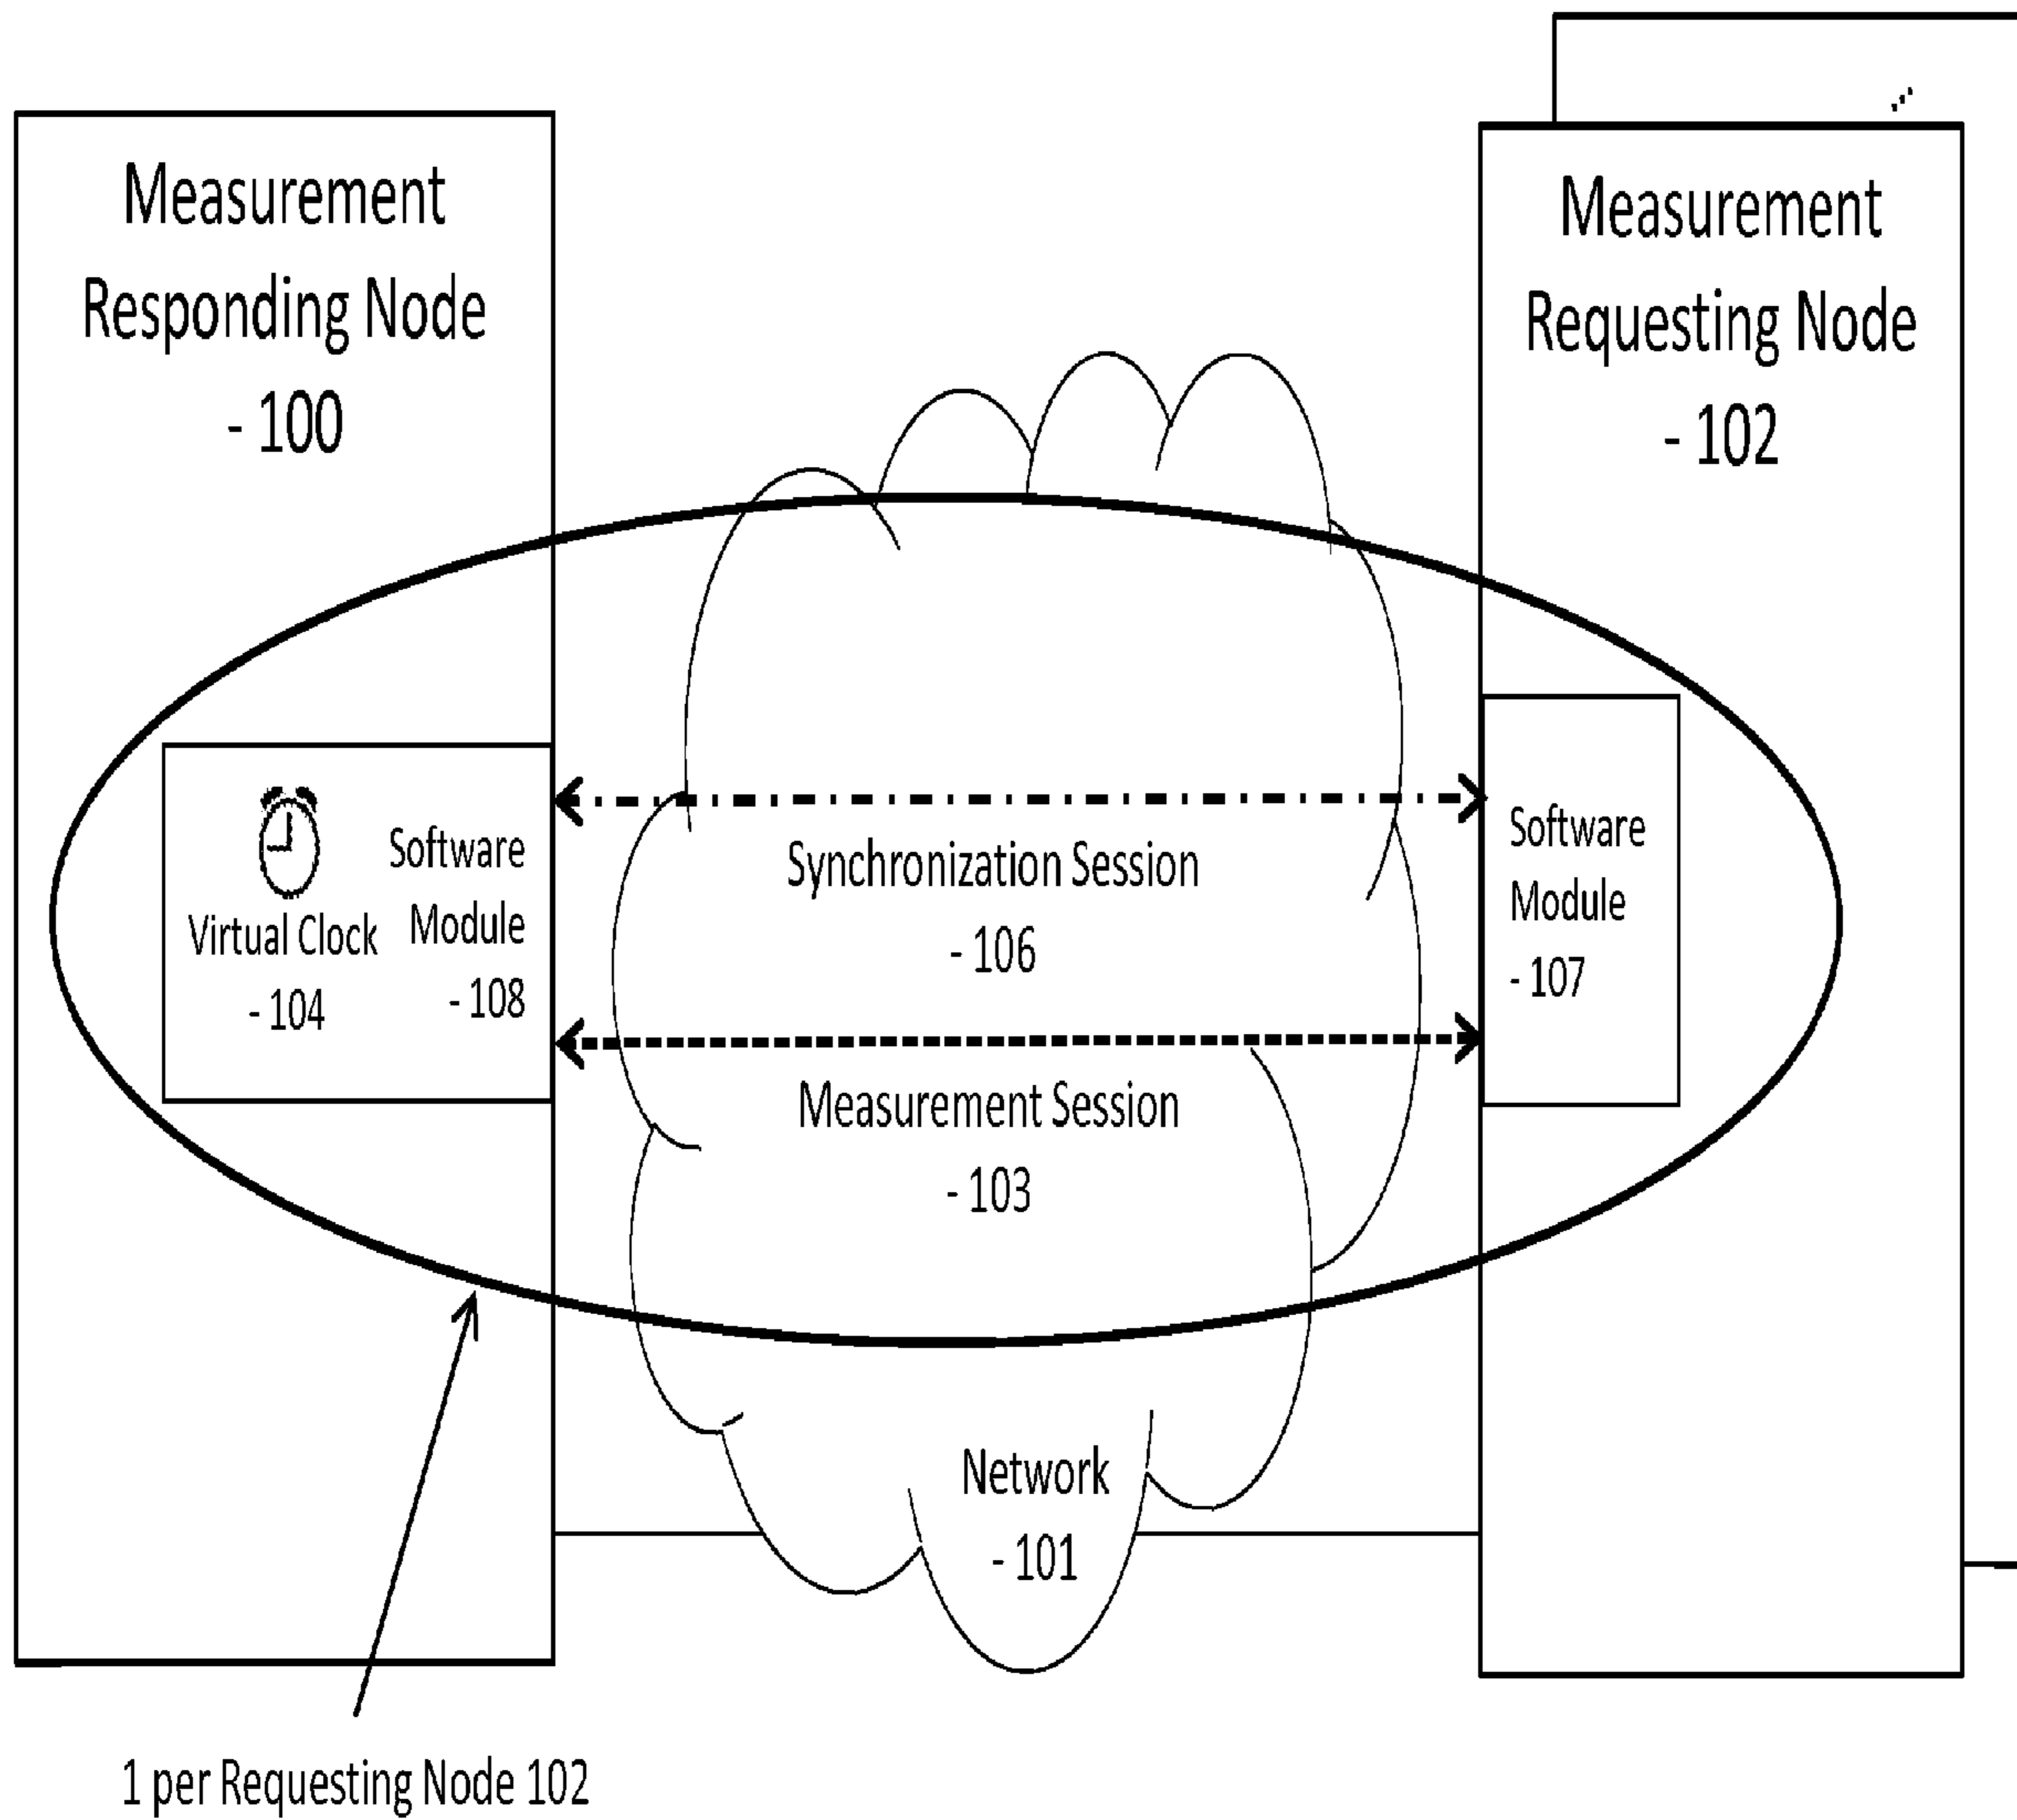 Measurement
Responding Node
- 100
Measurement
Requesting Node
- 102
Virtual Clock
- 104
Software
Module
- 108
Synchronization Session
- 106
Measurement Session
- 103
Software
Module
- 107
Network
- 101
1 per Requesting Node 102